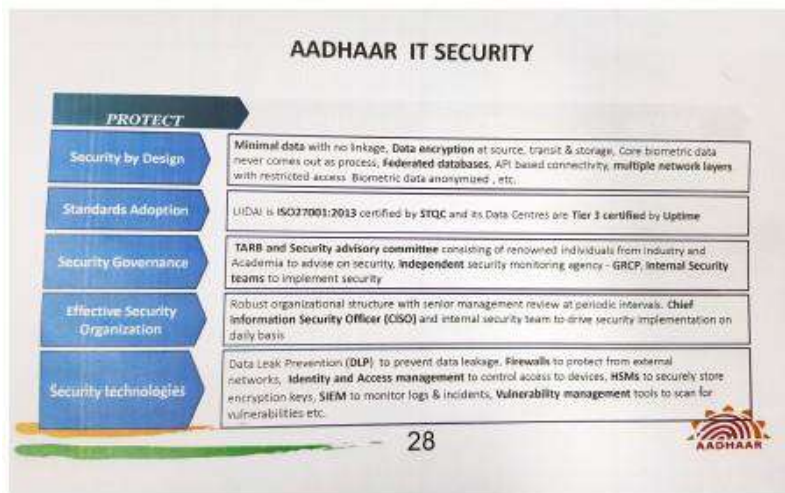 AADHAAR IT SECURITY
PROTECT
Security by Design
Minimal data with no linkage, Data encryption at source, transit & storage, Core biometric data
never comes out as process, Federated databases, API based connectivity, multiple network layers
with restricted access Biometric data anonymized , etc.
Standards Adoption
UIDAI is ISO27001:2013 certified by STQC and its Data Centres are Tier 3 certified by Uptime
Security Governance
TARB and Security advisory committee consisting of renowned individuals from Industry and
Academia to advise on security, Independent security monitoring agency - GRCP, Internal Security
teams to implement security
Effective Security
Organization
Robust organizational structure with senior management review at periodic intervals. Chief
Information Security Officer (CISO) and internal security team to drive security implementation on
daily basis
Security technologies
Data Leak Prevention (DLP) to prevent data leakage, Firewalls to protect from external
networks, Identity and Access management to control access to devices, HSMs to securely store
encryption keys, SIEM to monitor logs & incidents, Vulnerability management tools to scan for
vulnerabilities etc.
28
AADHAAR